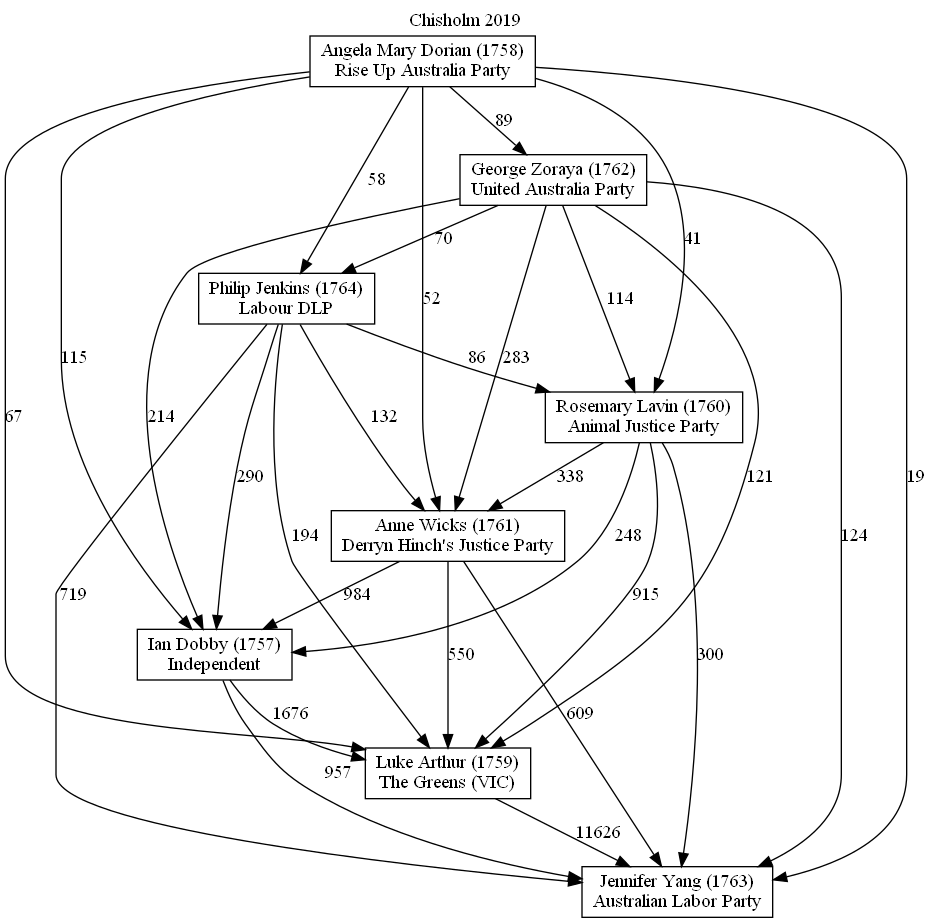 Chisholm 2019
Angela Mary Dorian (1758)
Rise Up Australia Party
89
George Zoraya (1762)
United Australia Party
58
70
41
Philip Jenkins (1764)
Labour DLP
52
114
115
86
283
Rosemary Lavin (1760)
Animal Justice Party
67
214
132
290
338
121
19
Anne Wicks (1761)
Derryn Hinch's Justice Party
194
248
124
719
984
915
Ian Dobby (1757)
Independent
550
300
1676
609
957
Luke Arthur (1759)
The Greens (VIC)
11626
Jennifer Yang (1763)
Australian Labor Party